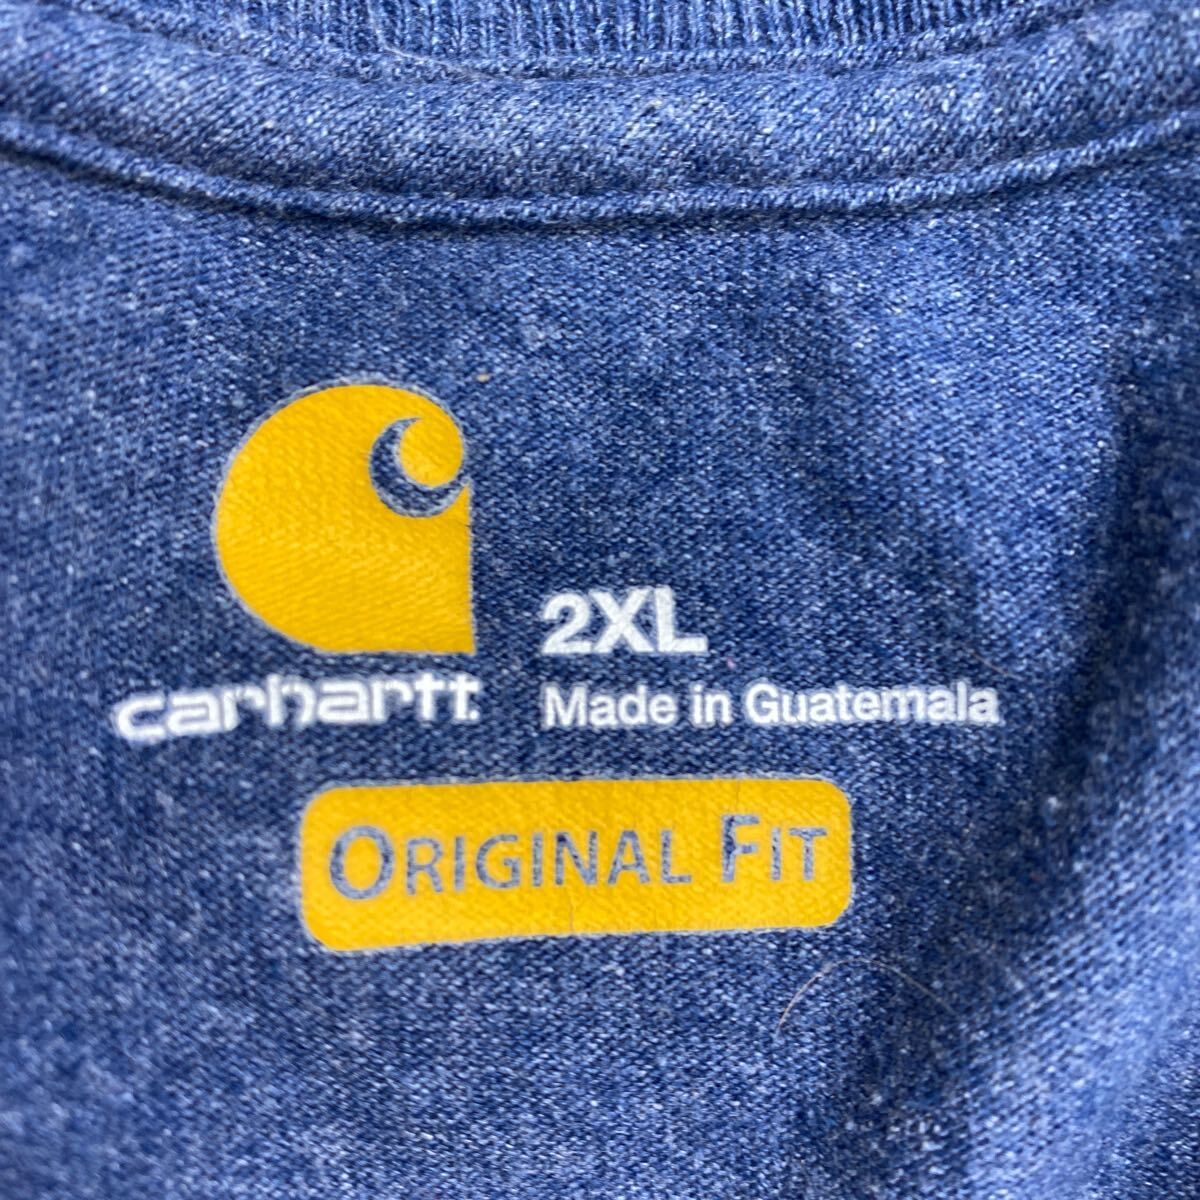 2XL
carhartt
Made in Guatemala
ORIGINAL FIT